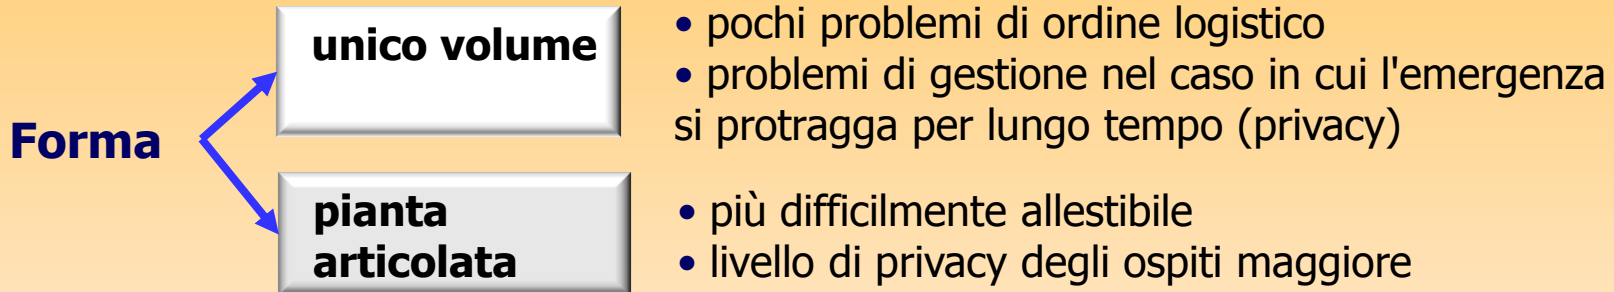 Forma
unico volume
• pochi problemi di ordine logistico
• problemi di gestione nel caso in cui l'emergenza
si protragga per lungo tempo (privacy)
pianta
articolata
• più difficilmente allestibile
• livello di privacy degli ospiti maggiore